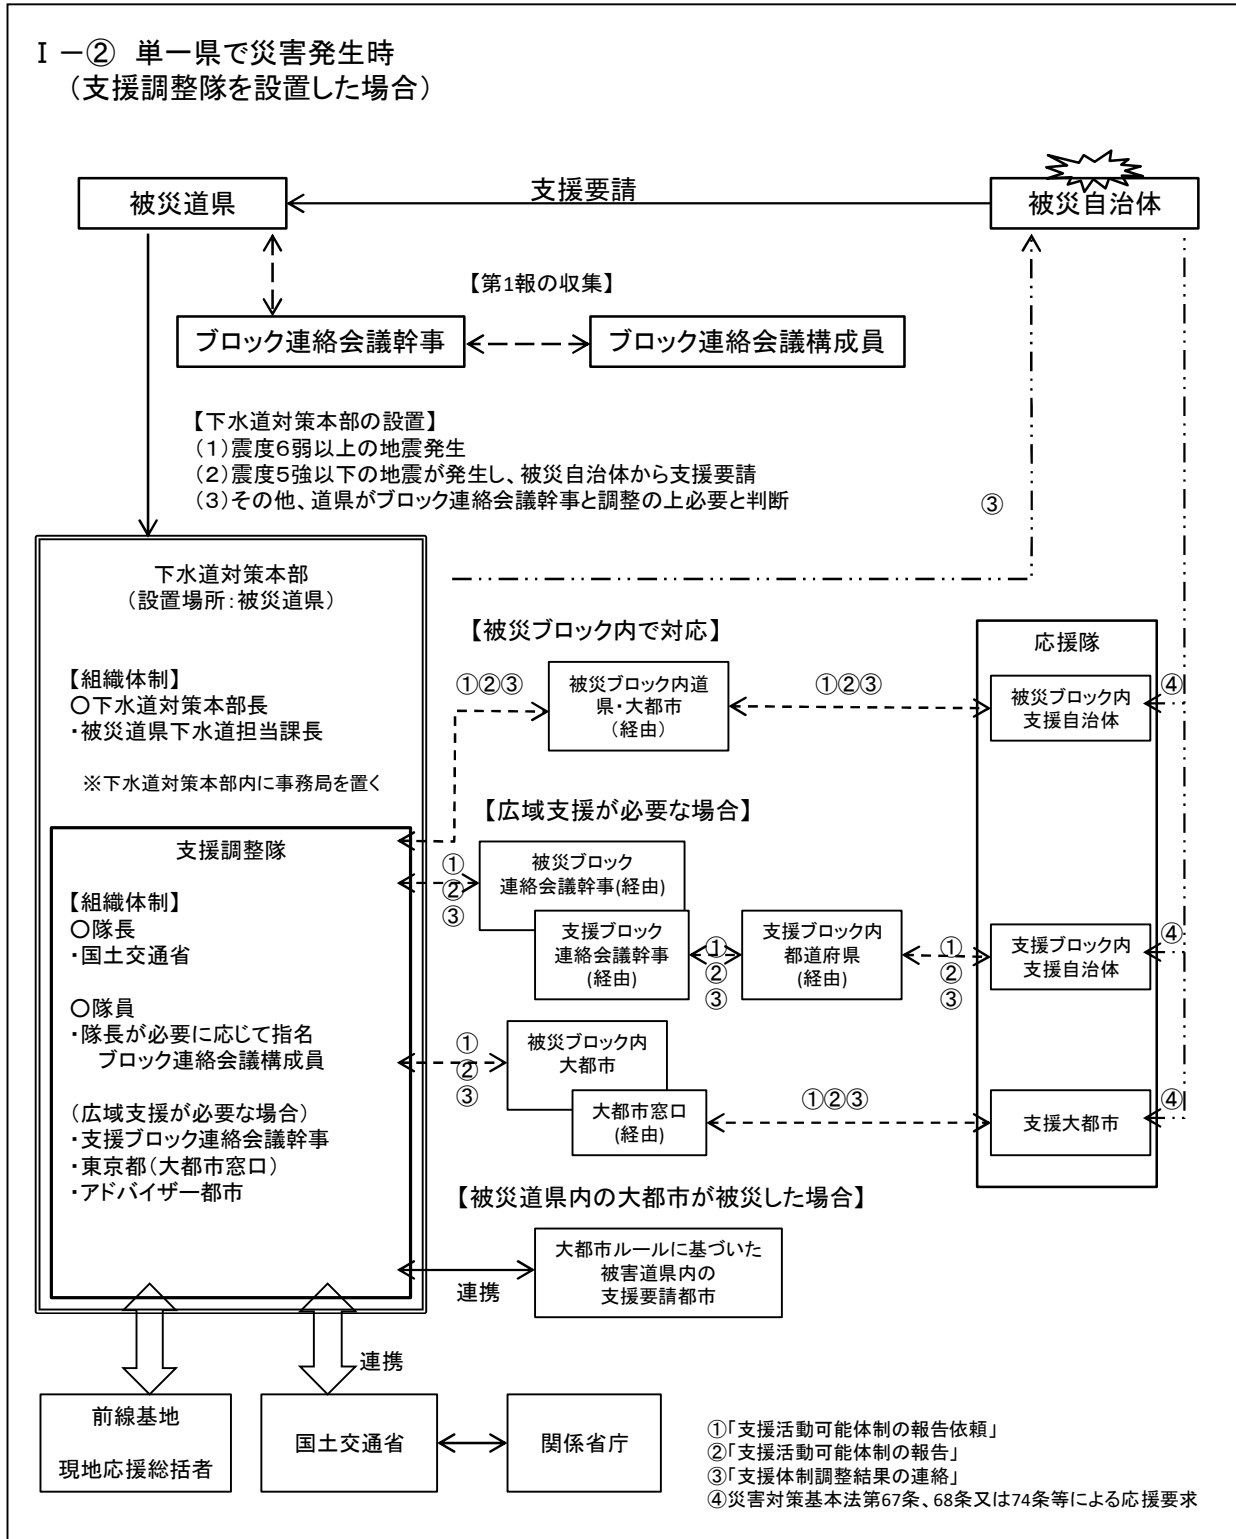 Ⅰ－② 単一県で災害発生時
（支援調整隊を設置した場合）
被災道県
支援要請
被災自治体
【第1報の収集】
ブロック連絡会議幹事
ブロック連絡会議構成員
【下水道対策本部の設置】
（１）震度６弱以上の地震発生
（２）震度５強以下の地震が発生し、被災自治体から支援要請
（３）その他、道県がブロック連絡会議幹事と調整の上必要と判断
③
下水道対策本部
（設置場所：被災道県）
【組織体制】
○下水道対策本部長
・被災道県下水道担当課長
※下水道対策本部内に事務局を置く
支援調整隊
【組織体制】
○隊長
・国土交通省
○隊員
・隊長が必要に応じて指名
ブロック連絡会議構成員
（広域支援が必要な場合）
・支援ブロック連絡会議幹事
・東京都（大都市窓口）
・アドバイザー都市
【被災ブロック内で対応】
①②③
被災ブロック内道
県・大都市
（経由）
①②③
応援隊
被災ブロック内
支援自治体
④
【広域支援が必要な場合】
①
②
③
被災ブロック
連絡会議幹事(経由)
支援ブロック
連絡会議幹事
(経由)
①
②
③
支援ブロック内
都道府県
(経由)
①
②
③
支援ブロック内
支援自治体
④
①
②
③
被災ブロック内
大都市
大都市窓口
(経由)
①②③
支援大都市
④
【被災道県内の大都市が被災した場合】
連携
大都市ルールに基づいた
被害道県内の
支援要請都市
連携
前線基地
現地応援総括者
国土交通省
関係省庁
①「支援活動可能体制の報告依頼」
②「支援活動可能体制の報告」
③「支援体制調整結果の連絡」
④災害対策基本法第67条、68条又は74条等による応援要求